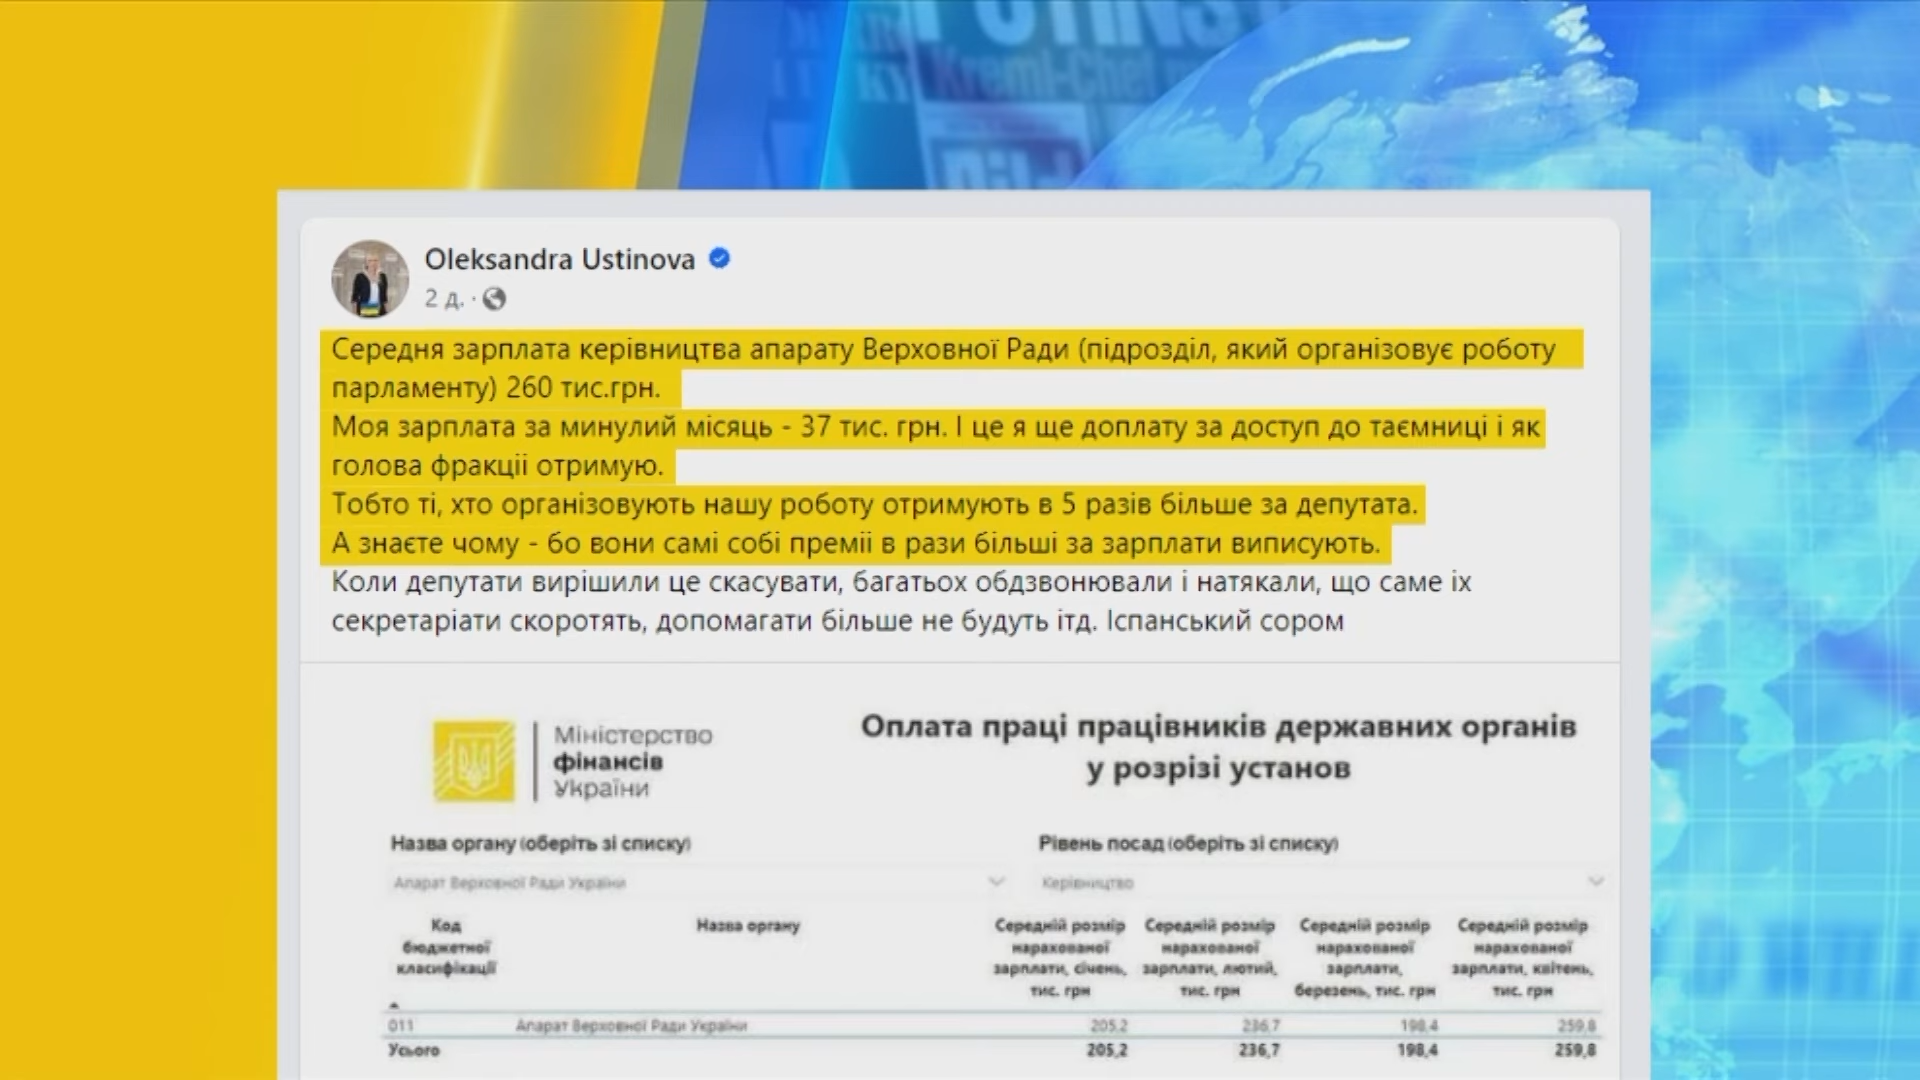 Kreml-Chef
Oleksandra Ustinova
2 д. ·
Середня зарплата керівництва апарату Верховної Ради (підрозділ, який організовує роботу
парламенту) 260 тис.грн.
Моя зарплата за минулий місяць - 37 тис. грн. І це я ще доплату за доступ до таємниці і як
голова фракції отримую.
Тобто ті, хто організовують нашу роботу отримують в 5 разів більше за депутата.
А знаєте чому - бо вони самі собі премії в рази більші за зарплати виписують.
Коли депутати вирішили це скасувати, багатьох обдзвонювали і натякали, що саме їх
секретаріати скоротять, допомагати більше не будуть ітд. Іспанський сором
Міністерство
фінансів
України
Оплата праці працівників державних органів
у розрізі установ
Назва органу (оберіть зі списку)
Рівень посад (оберіть зі списку)
Апарат Верховної Ради України
Керівництво
Код
бюджетної
класифікації
Назва органу
Середній розмір
нарахованої
зарплати, січень,
тис. грн
Середній розмір
нарахованої
зарплати, лютий,
тис. грн
Середній розмір
нарахованої
зарплати,
березень, тис. грн
Середній розмір
нарахованої
зарплати, квітень,
тис. грн
011 Апарат Верховної Ради України 205,2 236,7 198,4 259,8
Усього 205,2 236,7 198,4 259,8